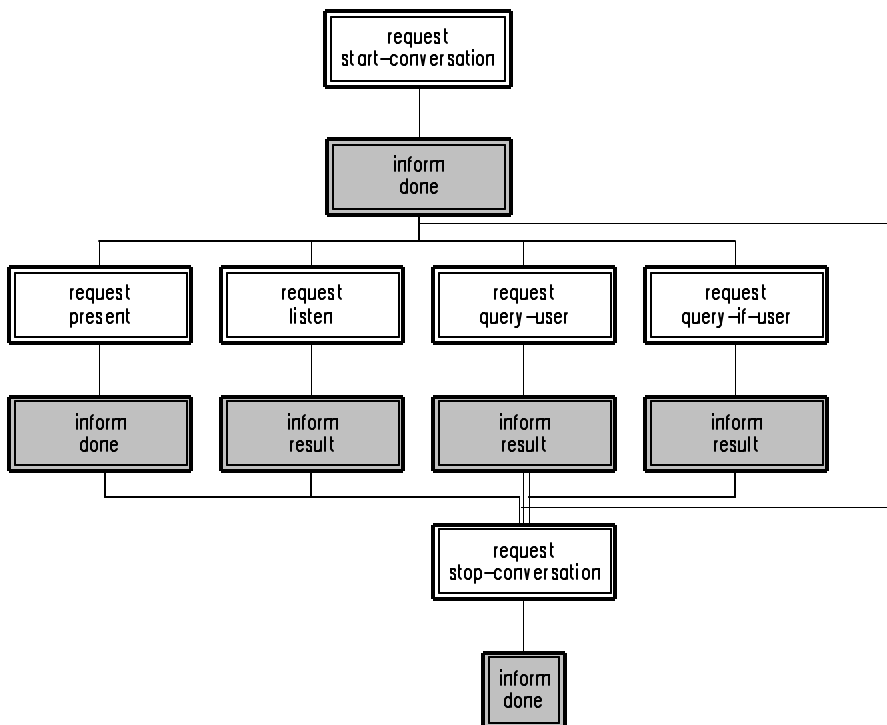 request
start-conversation
inform
done
request
present
request
listen
request
query-user
request
query-if-user
inform
done
inform
result
inform
result
inform
result
request
stop-conversation
inform
done